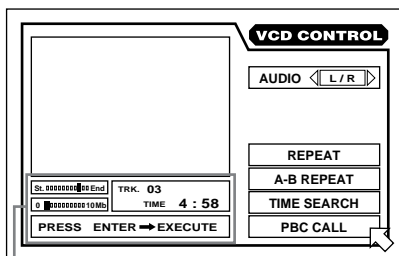 VCD CONTROL
AUDIO L / R
REPEAT
A-B REPEAT
TIME SEARCH
PBC CALL
St. End
0 10Mb
TRK. 03
TIME 4 : 58
PRESS ENTER ➡ EXECUTE